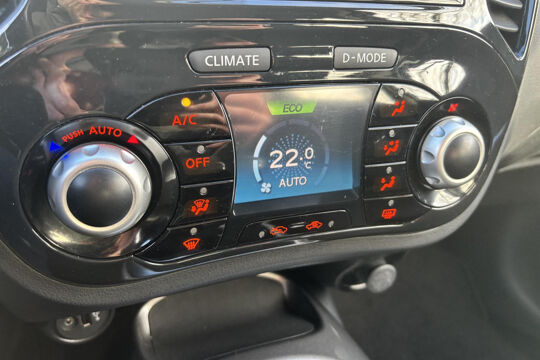 CLIMATE
D-MODE
PUSH AUTO
A/C
OFF
ECO
22.0 °C
AUTO